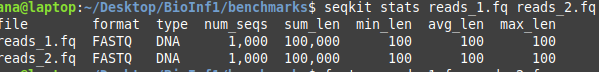 ana@laptop:~/Desktop/BioInf1/benchmarks$ seqkit stats reads_1.fq reads_2.fq
file format type num_seqs sum_len min_len avg_len max_len
reads_1.fq FASTQ DNA 1,000 100,000 100 100 100
reads_2.fq FASTQ DNA 1,000 100,000 100 100 100